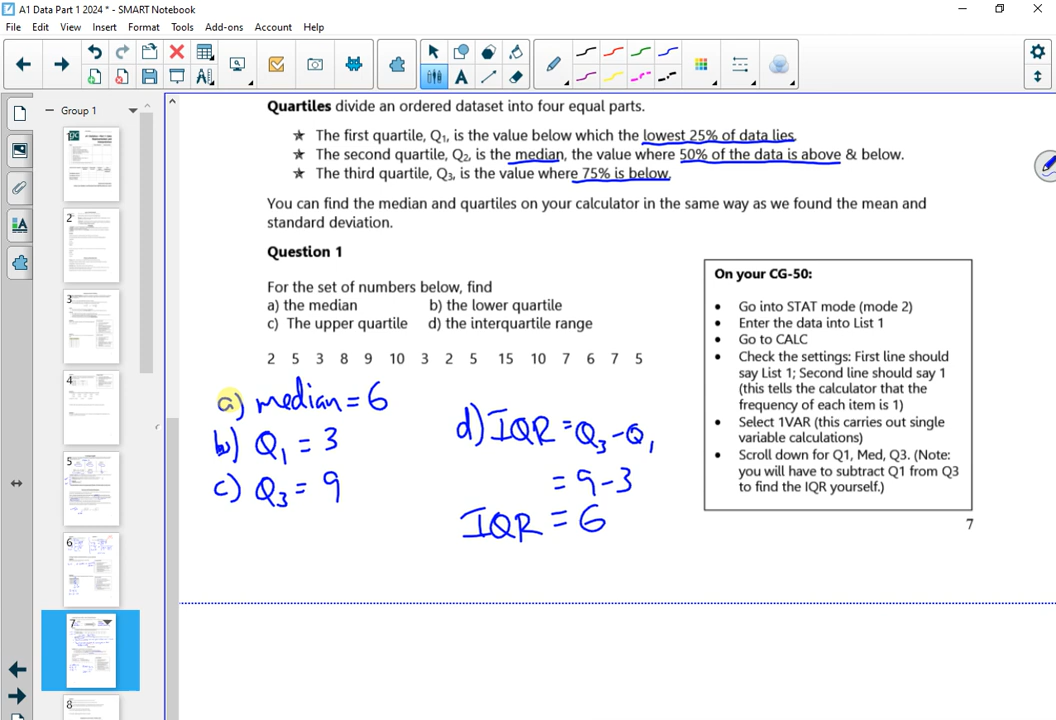 A1 Data Part 1 2024 * - SMART Notebook
File Edit View Insert Format Tools Add-ons Account Help
Group 1
2
3
4
5
6
7
8
Quartiles divide an ordered dataset into four equal parts.
★ The first quartile, Q₁, is the value below which the lowest 25% of data lies.
★ The second quartile, Q₂, is the median, the value where 50% of the data is above & below.
★ The third quartile, Q₃, is the value where 75% is below.
You can find the median and quartiles on your calculator in the same way as we found the mean and
standard deviation.
Question 1
For the set of numbers below, find
a) the median b) the lower quartile
c) The upper quartile d) the interquartile range
2 5 3 8 9 10 3 2 5 15 10 7 6 7 5
a) median = 6
b) Q₁ = 3
c) Q₃ = 9
d) IQR = Q₃ - Q₁
= 9 - 3
IQR = 6
On your CG-50:
• Go into STAT mode (mode 2)
• Enter the data into List 1
• Go to CALC
• Check the settings: First line should
say List 1; Second line should say 1
(this tells the calculator that the
frequency of each item is 1)
• Select 1VAR (this carries out single
variable calculations)
• Scroll down for Q1, Med, Q3. (Note:
you will have to subtract Q1 from Q3
to find the IQR yourself.)
7